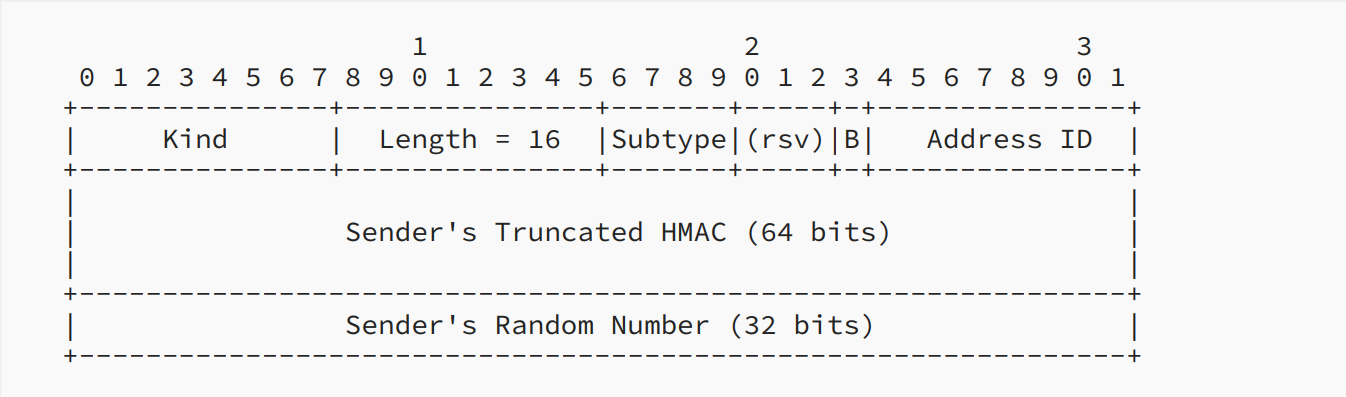 1                   2                   3
 0 1 2 3 4 5 6 7 8 9 0 1 2 3 4 5 6 7 8 9 0 1 2 3 4 5 6 7 8 9 0 1
+---------------+---------------+-------+-----+-+---------------+
|     Kind      |  Length = 16  |Subtype|(rsv)|B|   Address ID  |
+---------------+---------------+-------+-----+-+---------------+
|                                                               |
|                Sender's Truncated HMAC (64 bits)              |
|                                                               |
+---------------------------------------------------------------+
|                Sender's Random Number (32 bits)               |
+---------------------------------------------------------------+